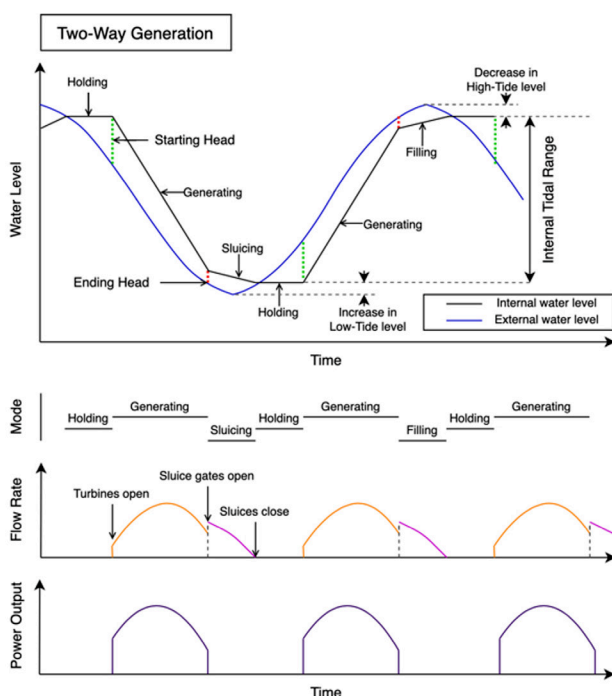 Two-Way Generation
Holding
Decrease in
High-Tide level
Starting Head
Filling
Generating
Generating
Internal Tidal Range
Water Level
Sluicing
Ending Head
Holding
Increase in
Low-Tide level
Internal water level
External water level
Time
Mode
Holding
Generating
Sluicing
Holding
Generating
Filling
Holding
Generating
Flow Rate
Turbines open
Sluice gates open
Sluices close
Power Output
Time